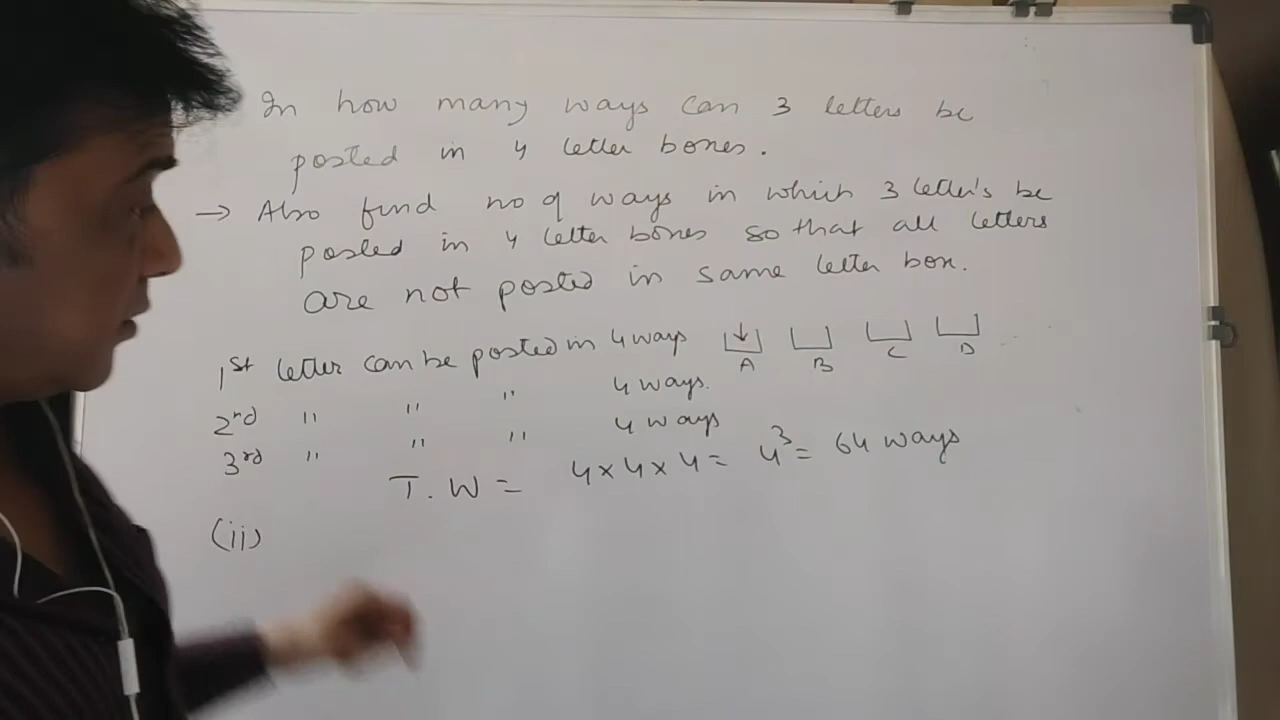 In how many ways can 3 letters be
posted in 4 letter boxes.
→ Also find no of ways in which 3 letter's be
posted in 4 letter boxes so that all letters
are not posted in same letter box.
1st letter can be posted in 4 ways
A B C D
2nd " " " 4 ways.
3rd " " " 4 ways
T.W = 4×4×4 = 4³ = 64 ways
(ii)